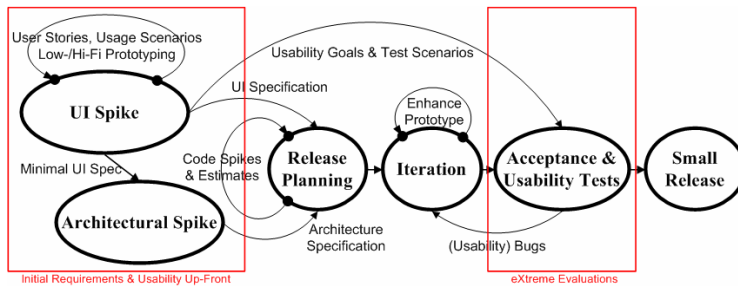 User Stories, Usage Scenarios
Low-/Hi-Fi Prototyping
UI Spike
Minimal UI Spec
Architectural Spike
Initial Requirements & Usability Up-Front
Usability Goals & Test Scenarios
UI Specification
Code Spikes
& Estimates
Release
Planning
Architecture
Specification
Enhance
Prototype
Iteration
(Usability) Bugs
Acceptance &
Usability Tests
eXtreme Evaluations
Small
Release